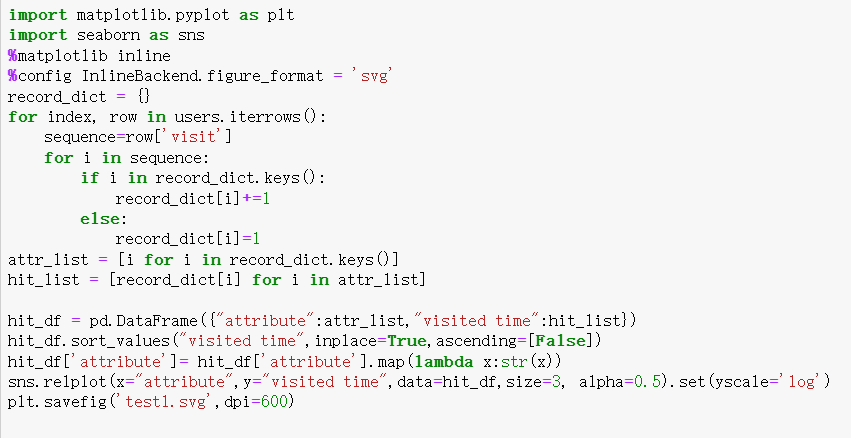 import matplotlib.pyplot as plt
import seaborn as sns
%matplotlib inline
%config InlineBackend.figure_format = 'svg'
record_dict = {}
for index, row in users.iterrows():
    sequence=row['visit']
    for i in sequence:
        if i in record_dict.keys():
            record_dict[i]+=1
        else:
            record_dict[i]=1
attr_list = [i for i in record_dict.keys()]
hit_list = [record_dict[i] for i in attr_list]

hit_df = pd.DataFrame({"attribute":attr_list,"visited time":hit_list})
hit_df.sort_values("visited time",inplace=True,ascending=[False])
hit_df['attribute']= hit_df['attribute'].map(lambda x:str(x))
sns.relplot(x="attribute",y="visited time",data=hit_df,size=3, alpha=0.5).set(yscale='log')
plt.savefig('test1.svg',dpi=600)